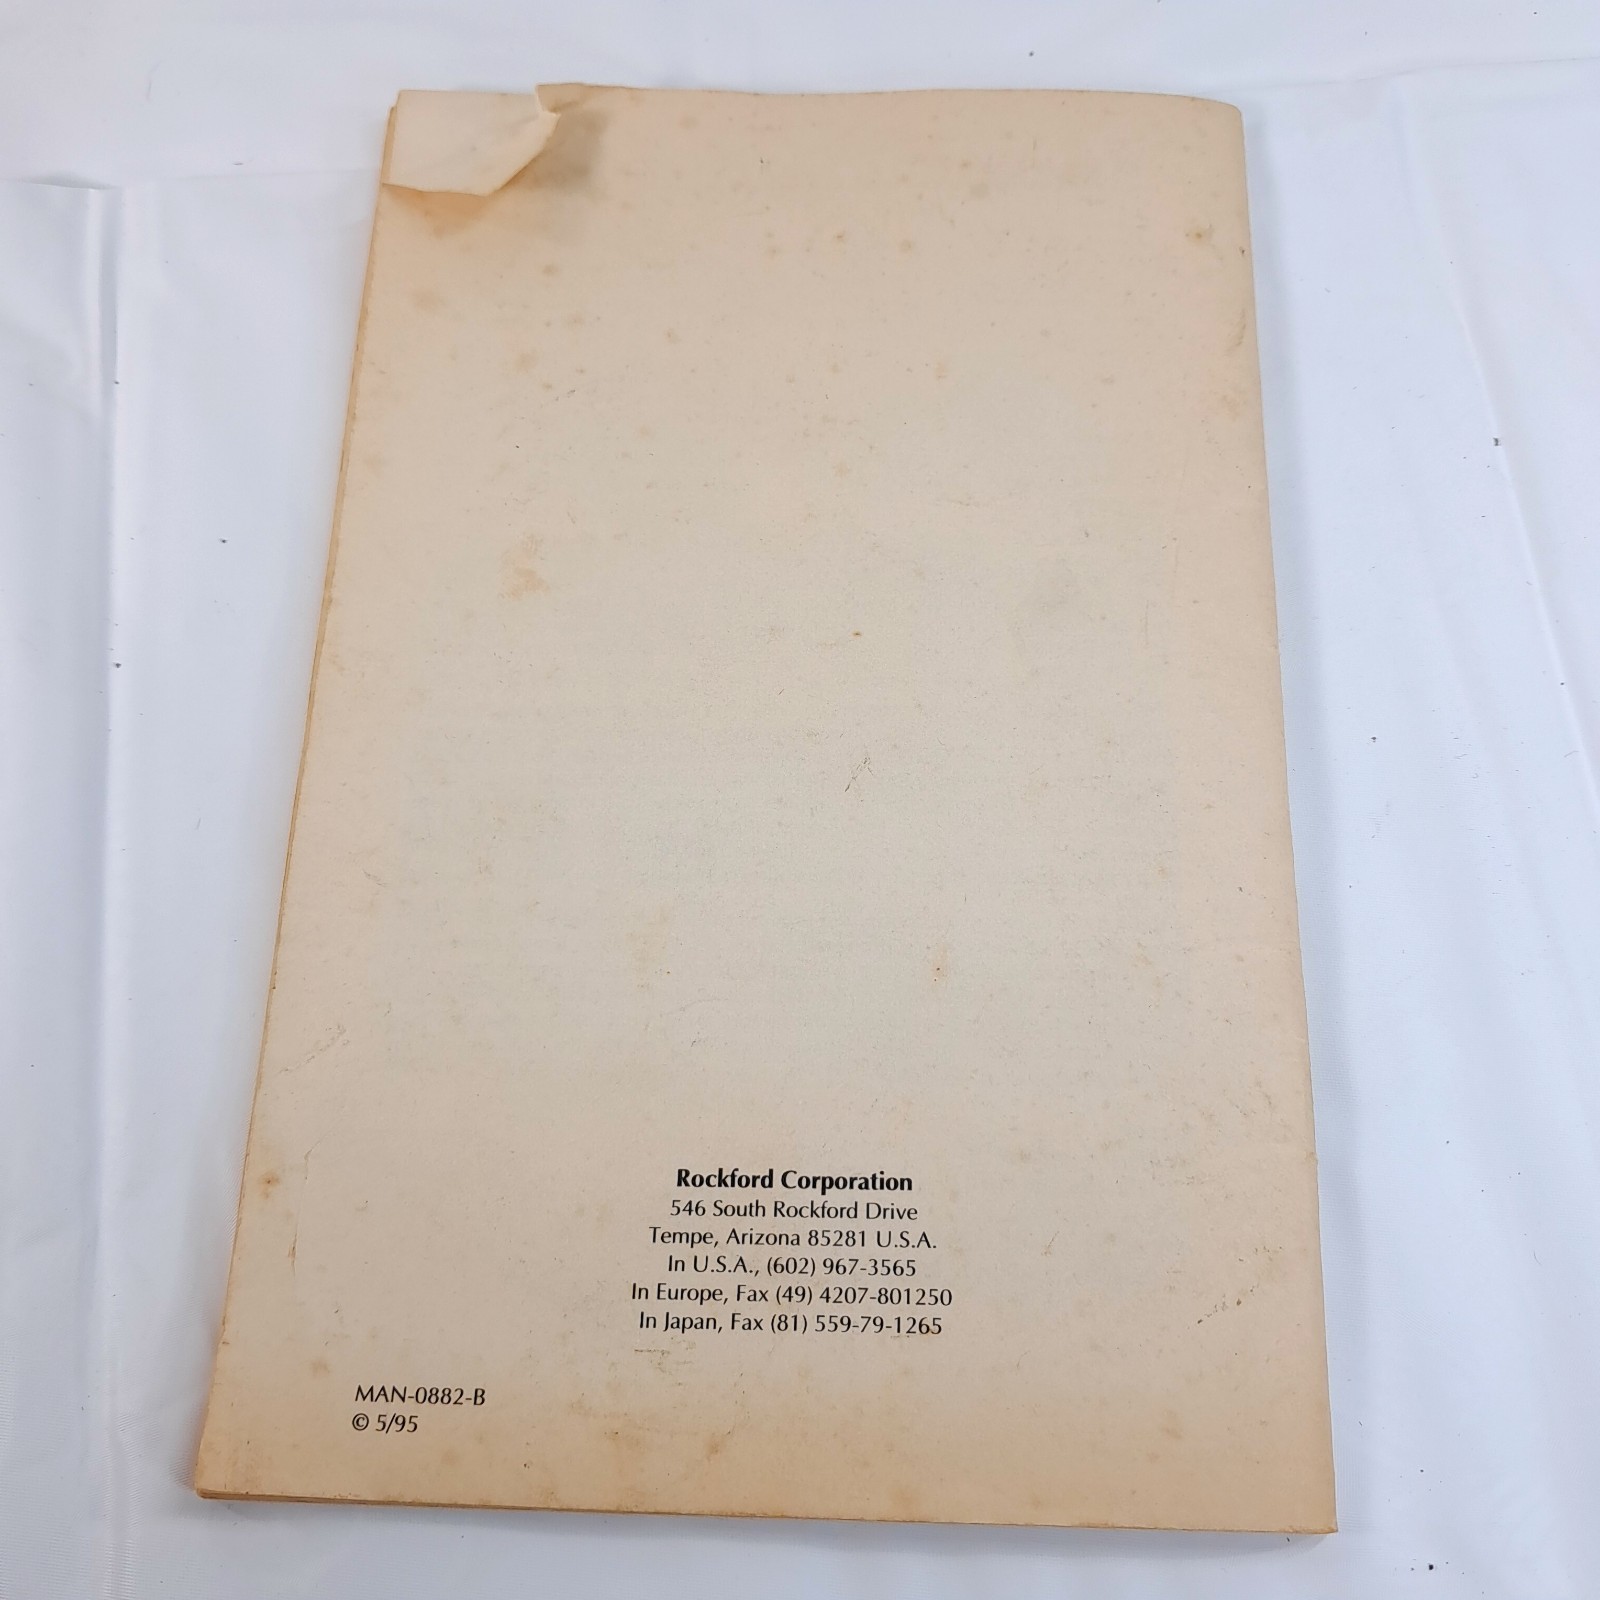 Rockford Corporation
546 South Rockford Drive
Tempe, Arizona 85281 U.S.A.
In U.S.A., (602) 967-3565
In Europe, Fax (49) 4207-801250
In Japan, Fax (81) 559-79-1265
MAN-0882-B
© 5/95